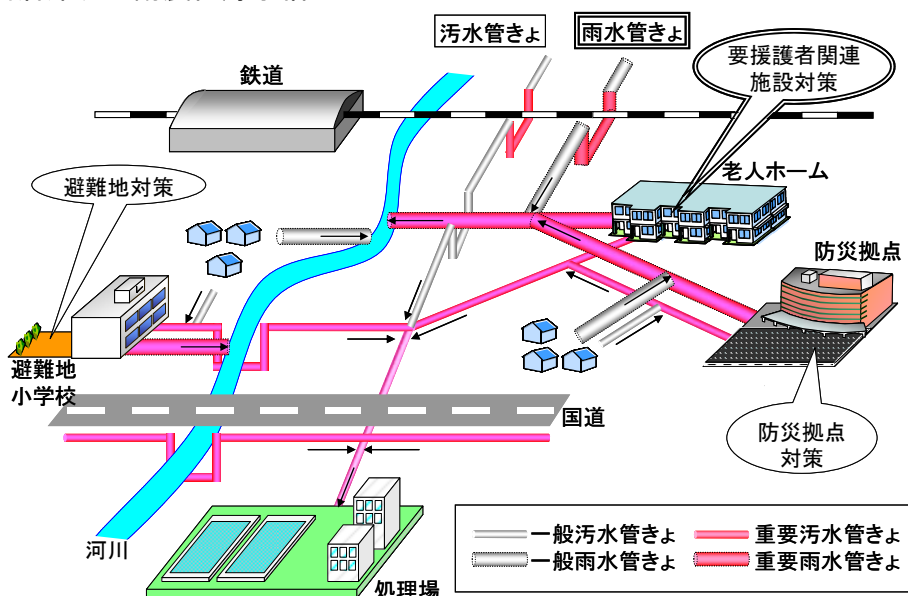 汚水管きょ
雨水管きょ
要援護者関連
施設対策
鉄道
老人ホーム
避難地対策
防災拠点
避難地
小学校
国道
防災拠点
対策
河川
処理場
一般汚水管きょ
重要汚水管きょ
一般雨水管きょ
重要雨水管きょ